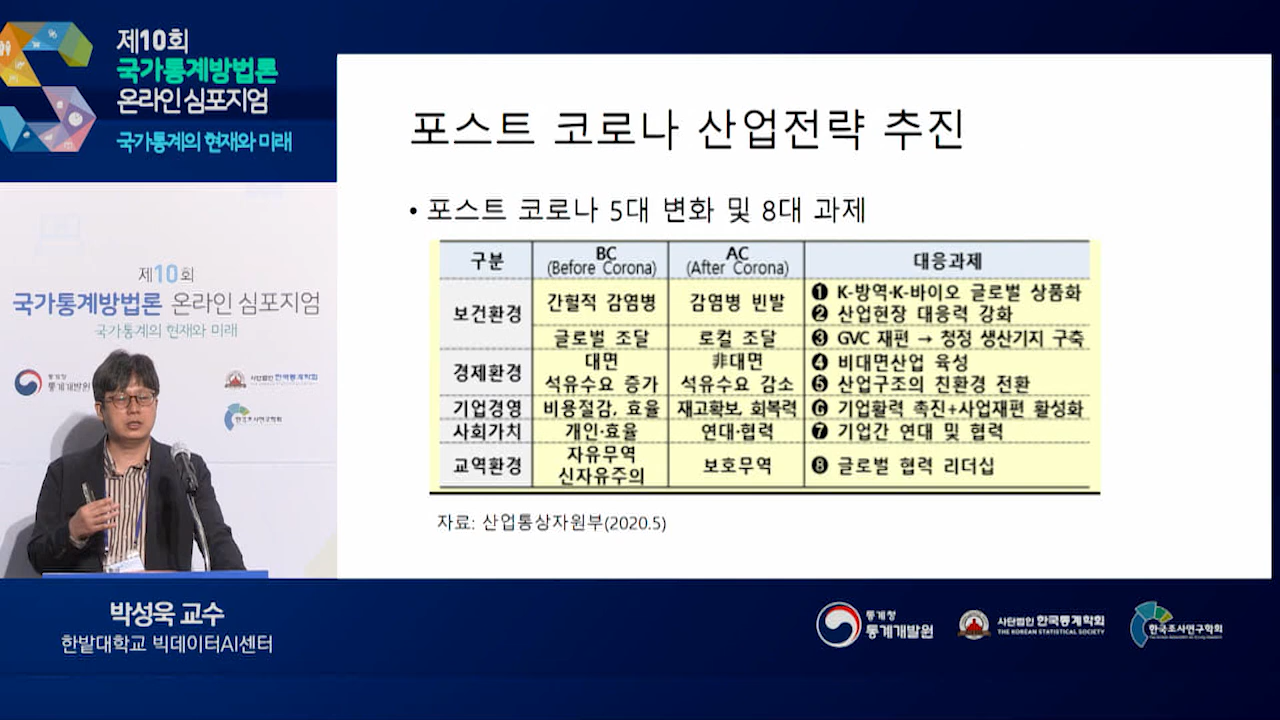 제10회
국가통계방법론
온라인 심포지엄
국가통계의 현재와 미래
제10회
국가통계방법론 온라인 심포지엄
국가통계의 현재와 미래
통계청
통계개발원
사단법인 한국통계학회
한국조사연구학회
포스트 코로나 산업전략 추진
• 포스트 코로나 5대 변화 및 8대 과제
구분 BC (Before Corona) AC (After Corona) 대응과제
보건환경 간헐적 감염병 감염병 빈발 ❶ K-방역·K-바이오 글로벌 상품화
❷ 산업현장 대응력 강화
글로벌 조달 로컬 조달 ❸ GVC 재편 → 청정 생산기지 구축
경제환경 대면 非대면 ❹ 비대면산업 육성
석유수요 증가 석유수요 감소 ❺ 산업구조의 친환경 전환
기업경영 비용절감, 효율 재고확보, 회복력 ❻ 기업활력 촉진+사업재편 활성화
사회가치 개인·효율 연대·협력 ❼ 기업간 연대 및 협력
교역환경 자유무역 신자유주의 보호무역 ❽ 글로벌 협력 리더십
자료: 산업통상자원부(2020.5)
박성욱 교수
한밭대학교 빅데이터AI센터
통계청
통계개발원
사단법인 한국통계학회
THE KOREAN STATISTICAL SOCIETY
한국조사연구학회